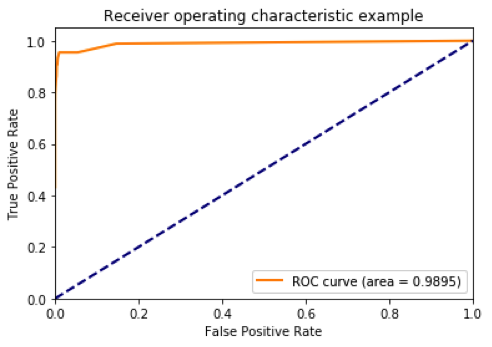 Receiver operating characteristic example
True Positive Rate
1.0
0.8
0.6
0.4
0.2
0.0
ROC curve (area = 0.9895)
0.0 0.2 0.4 0.6 0.8 1.0
False Positive Rate